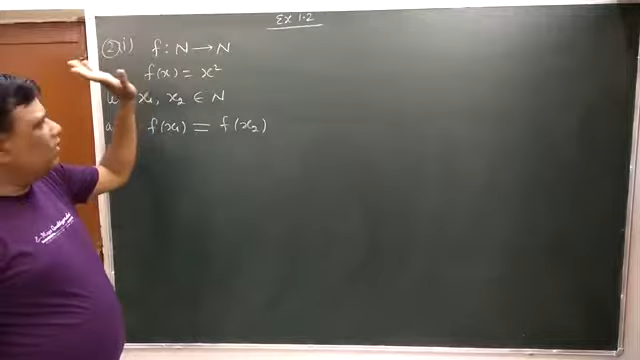 Ex 1.2
②(i) f : N → N
f(x) = x²
x₁, x₂ ∈ N
f(x₁) = f(x₂)